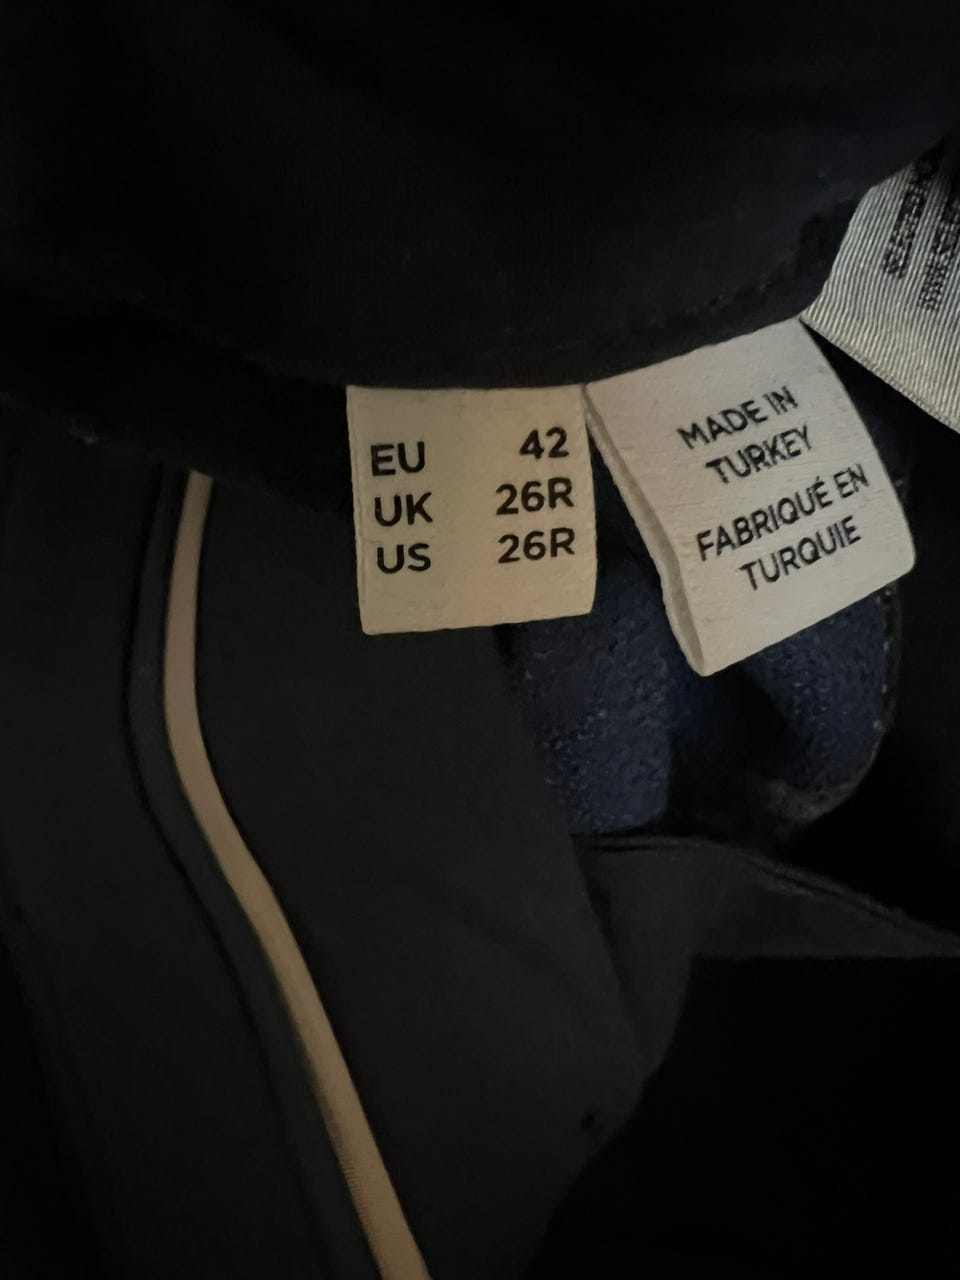 EU 42
UK 26R
US 26R
MADE IN
TURKEY
FABRIQUÉ EN
TURQUIE